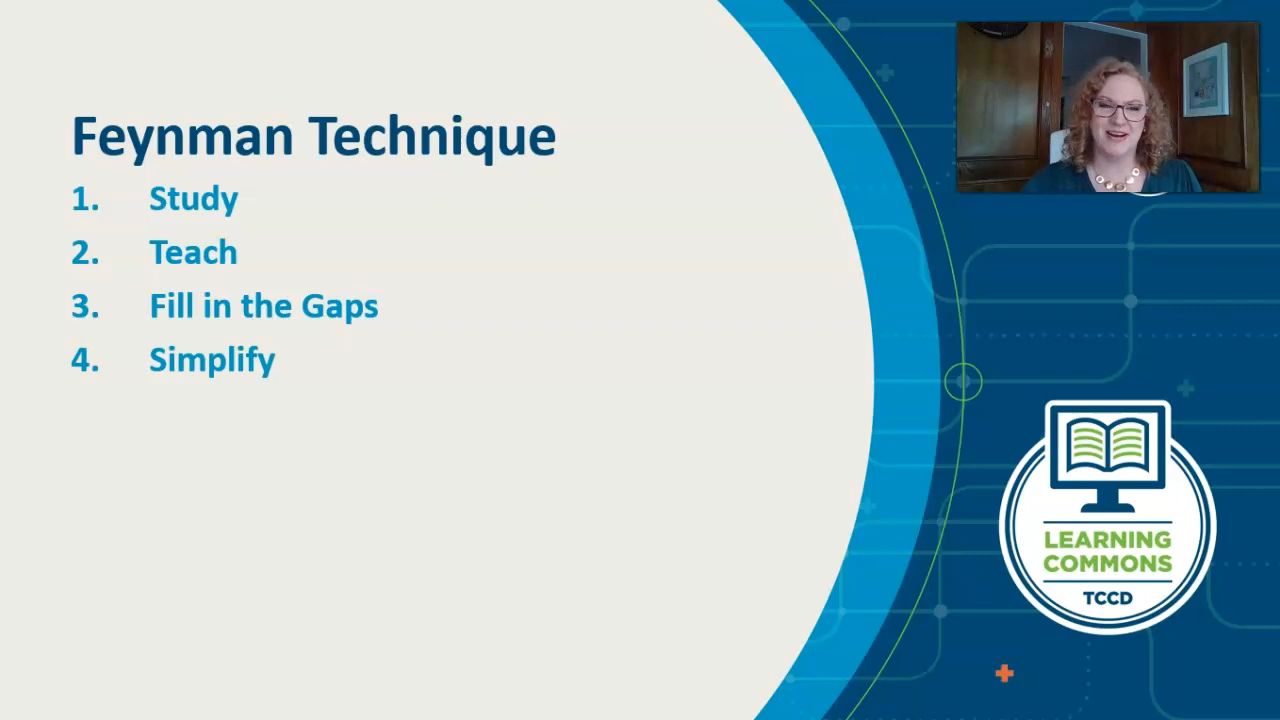 Feynman Technique
1. Study
2. Teach
3. Fill in the Gaps
4. Simplify
LEARNING
COMMONS
TCCD